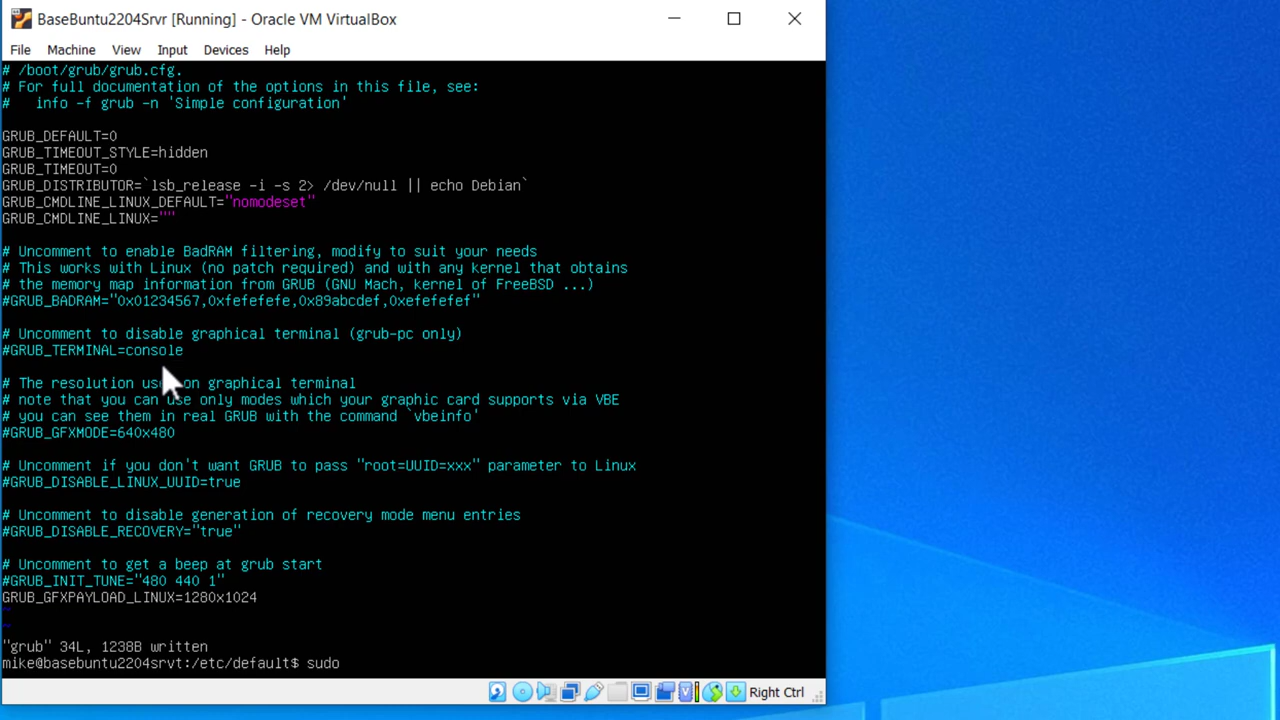 BaseBuntu2204Srvr [Running] - Oracle VM VirtualBox
File Machine View Input Devices Help
# /boot/grub/grub.cfg.
# For full documentation of the options in this file, see:
#   info -f grub -n 'Simple configuration'
GRUB_DEFAULT=0
GRUB_TIMEOUT_STYLE=hidden
GRUB_TIMEOUT=0
GRUB_DISTRIBUTOR=`lsb_release -i -s 2> /dev/null || echo Debian`
GRUB_CMDLINE_LINUX_DEFAULT="nomodeset"
GRUB_CMDLINE_LINUX=""
# Uncomment to enable BadRAM filtering, modify to suit your needs
# This works with Linux (no patch required) and with any kernel that obtains
# the memory map information from GRUB (GNU Mach, kernel of FreeBSD ...)
#GRUB_BADRAM="0x01234567,0xfefefefe,0x89abcdef,0xefefefef"
# Uncomment to disable graphical terminal (grub-pc only)
#GRUB_TERMINAL=console
# The resolution used on graphical terminal
# note that you can use only modes which your graphic card supports via VBE
# you can see them in real GRUB with the command `vbeinfo'
#GRUB_GFXMODE=640x480
# Uncomment if you don't want GRUB to pass "root=UUID=xxx" parameter to Linux
#GRUB_DISABLE_LINUX_UUID=true
# Uncomment to disable generation of recovery mode menu entries
#GRUB_DISABLE_RECOVERY="true"
# Uncomment to get a beep at grub start
#GRUB_INIT_TUNE="480 440 1"
GRUB_GFXPAYLOAD_LINUX=1280x1024
~
~
"grub" 34L, 1238B written
mike@basebuntu2204srvt:/etc/default$ sudo
Right Ctrl